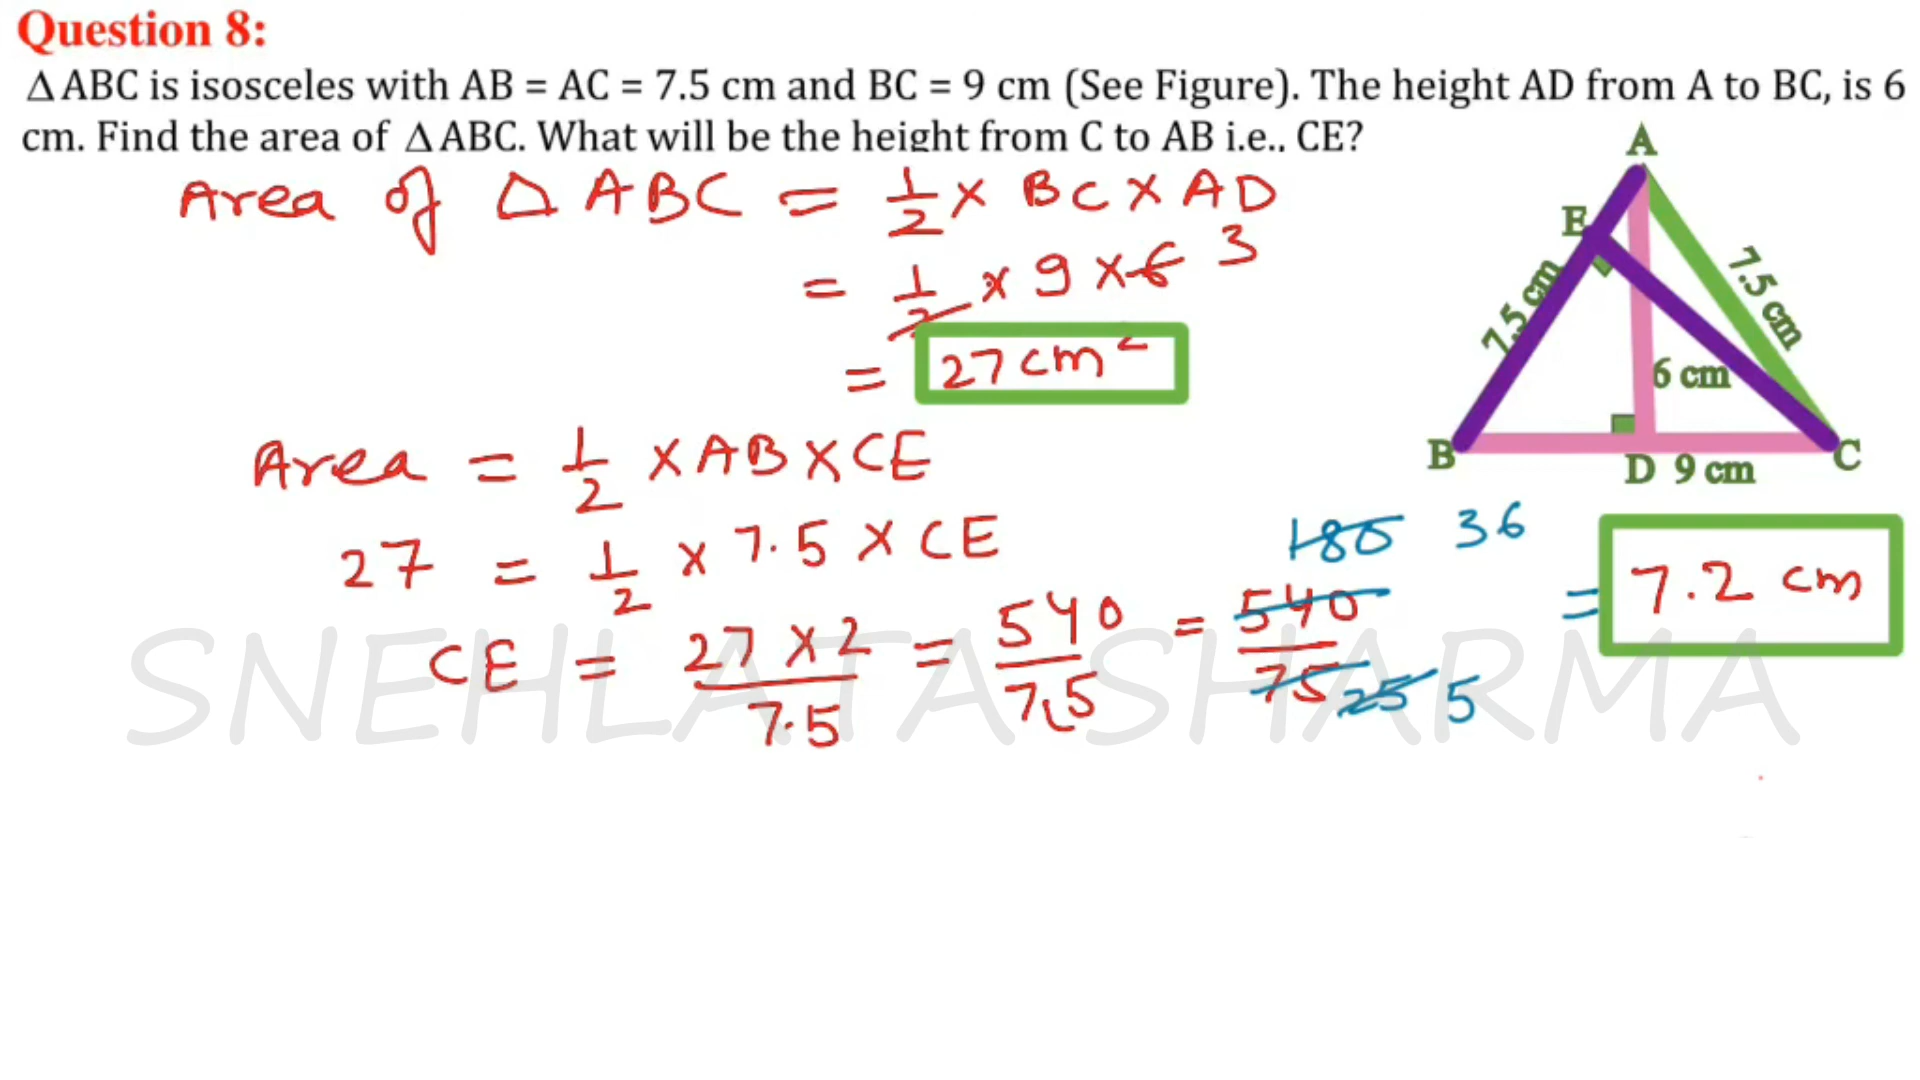 Question 8:
ΔABC is isosceles with AB = AC = 7.5 cm and BC = 9 cm (See Figure). The height AD from A to BC, is 6
cm. Find the area of ΔABC. What will be the height from C to AB i.e., CE?
A
E
7.5 cm
7.5 cm
6 cm
B
D 9 cm
C
Area of Δ ABC = 1/2 × BC × AD
= 1/2 × 9 × 6 3
= 27 cm²
Area = 1/2 × AB × CE
27 = 1/2 × 7.5 × CE
180 36
CE = 27 × 2 / 7.5 = 540 / 7.5 = 540 / 75 25 5 = 7.2 cm
SNEHLATA SHARMA